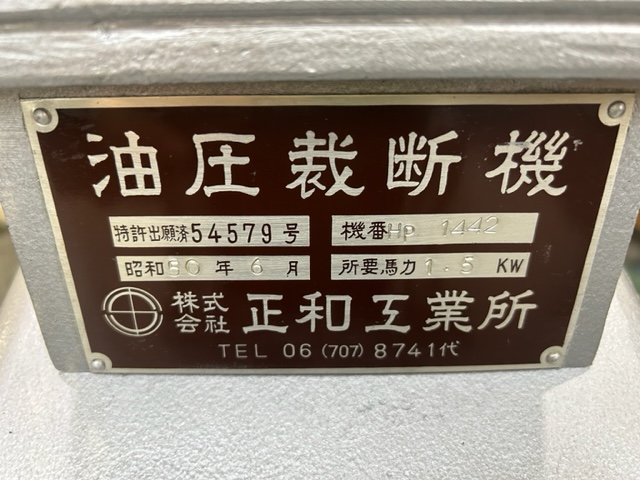 油圧裁断機
特許出願済54579号 機番HP 1442
昭和60年6月 所要馬力1.5KW
株式会社 正和工業所
TEL 06(707)8741代